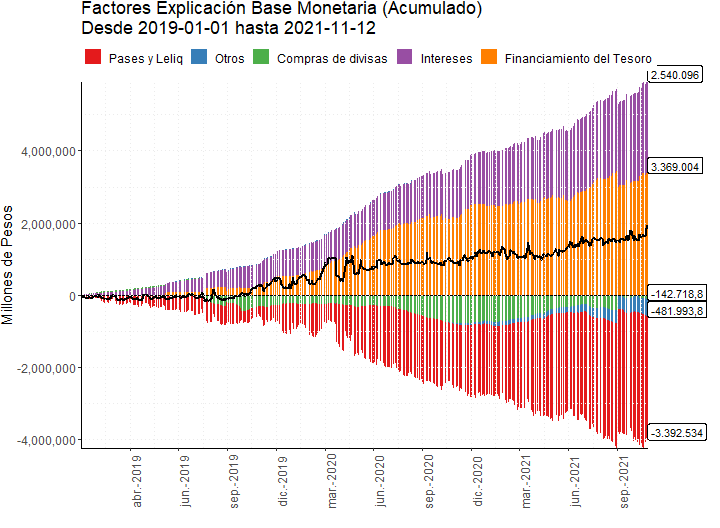 Factores Explicación Base Monetaria (Acumulado)
Desde 2019-01-01 hasta 2021-11-12
Pases y Leliq Otros Compras de divisas Intereses Financiamiento del Tesoro
2.540.096
4,000,000
3.369.004
2,000,000
Millones de Pesos
0
-142.718,8
-481.993,8
-2,000,000
-3.392.534
-4,000,000
abr.-2019 jun.-2019 sep.-2019 dic.-2019 mar.-2020 jun.-2020 sep.-2020 dic.-2020 mar.-2021 jun.-2021 sep.-2021